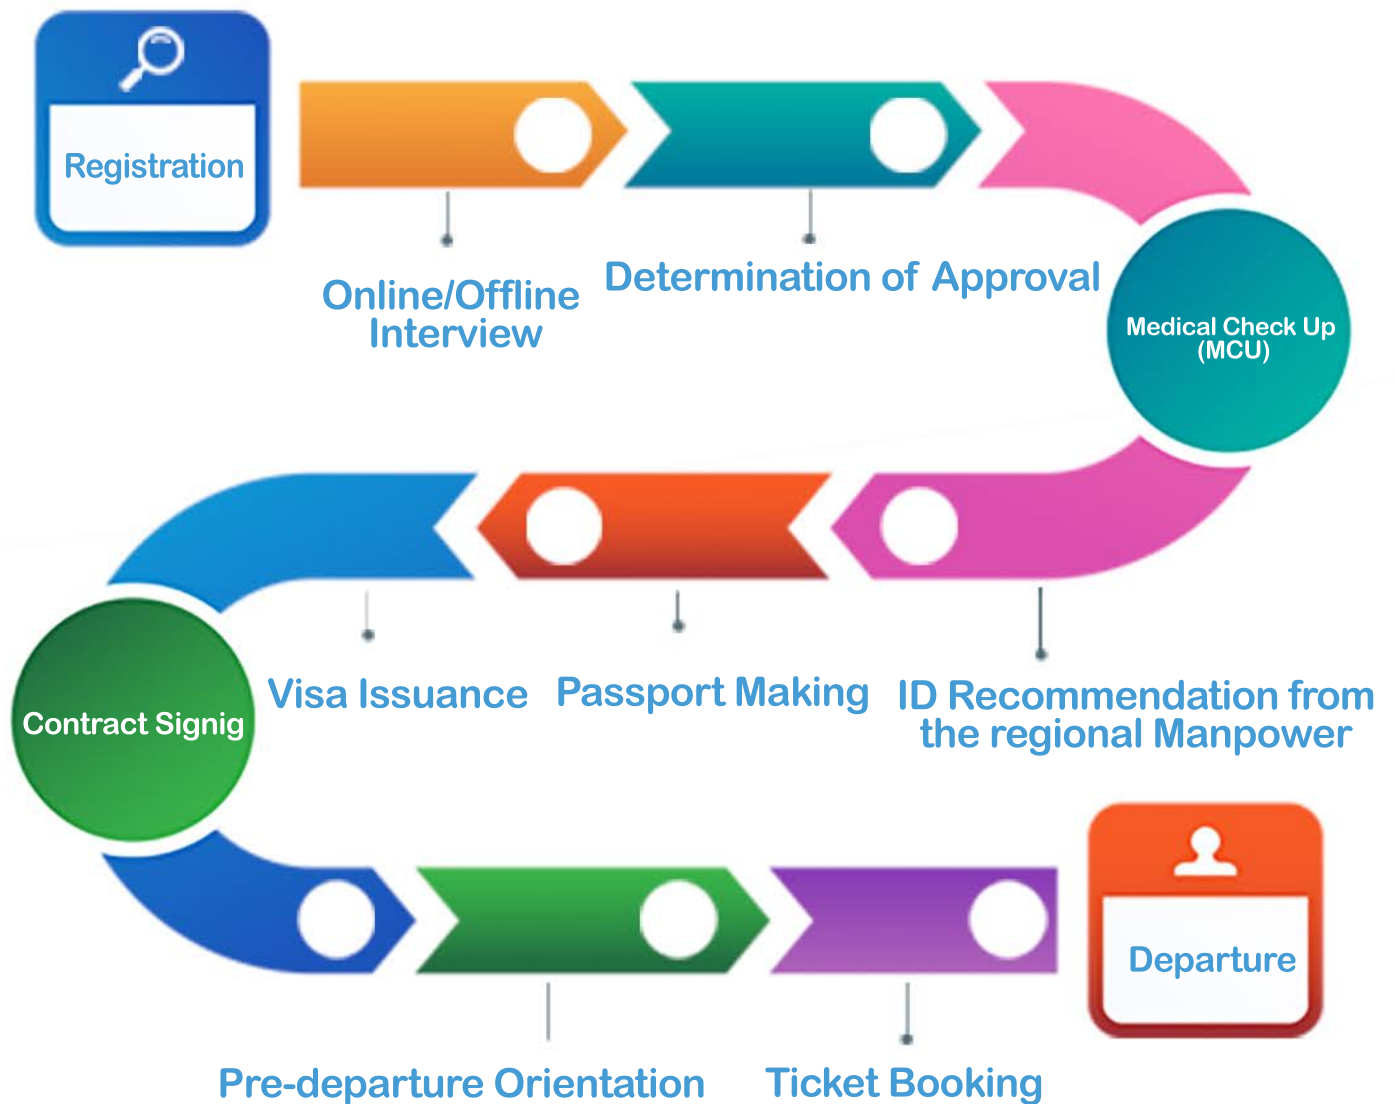 Registration
Online/Offline
Interview
Determination of Approval
Medical Check Up
(MCU)
ID Recommendation from
the regional Manpower
Passport Making
Visa Issuance
Contract Signig
Pre-departure Orientation
Ticket Booking
Departure